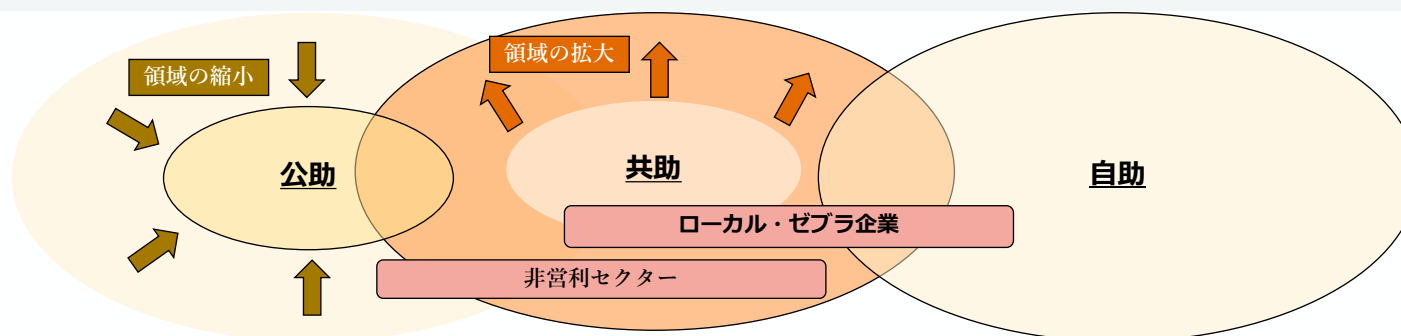 領域の縮小
領域の拡大
公助
共助
自助
ローカル・ゼブラ企業
非営利セクター